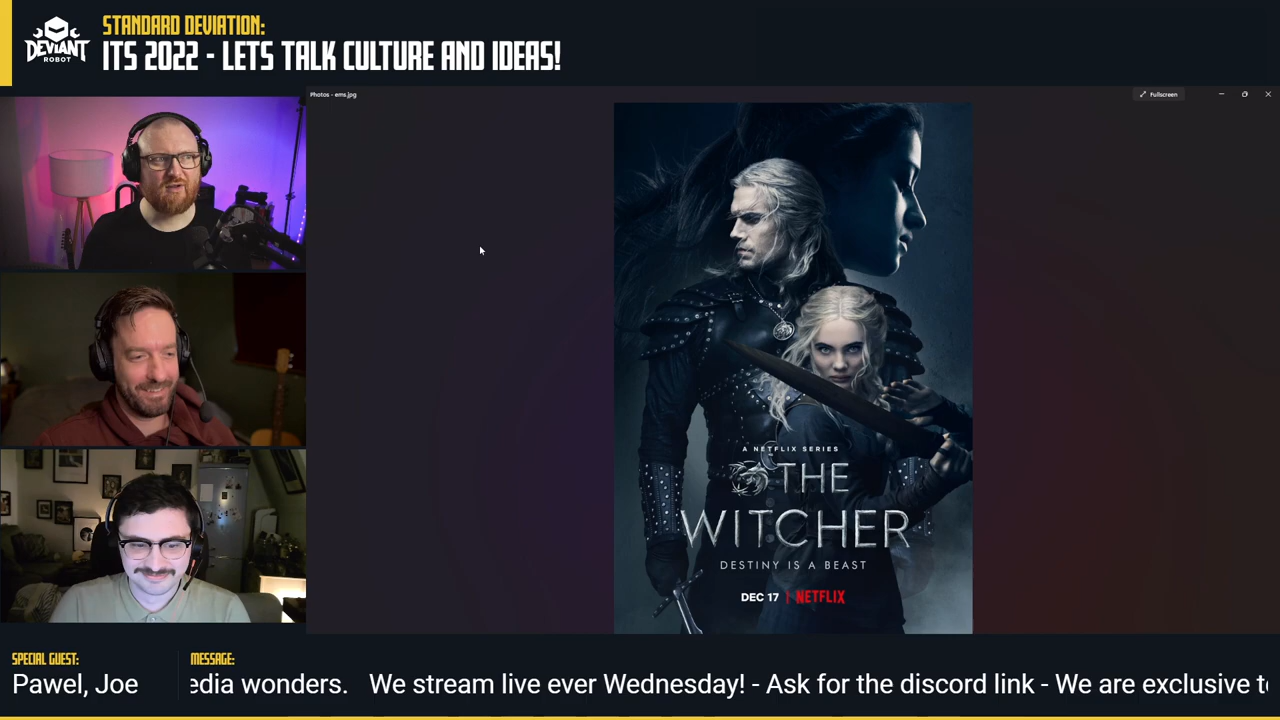 DEVIANT
ROBOT
STANDARD DEVIATION:
ITS 2022 - LETS TALK CULTURE AND IDEAS!
Photos - ems.jpg
Fullscreen
A NETFLIX SERIES
THE
WITCHER
DESTINY IS A BEAST
DEC 17 | NETFLIX
SPECIAL GUEST:
Pawel, Joe
MESSAGE:
edia wonders. We stream live ever Wednesday! - Ask for the discord link - We are exclusive t